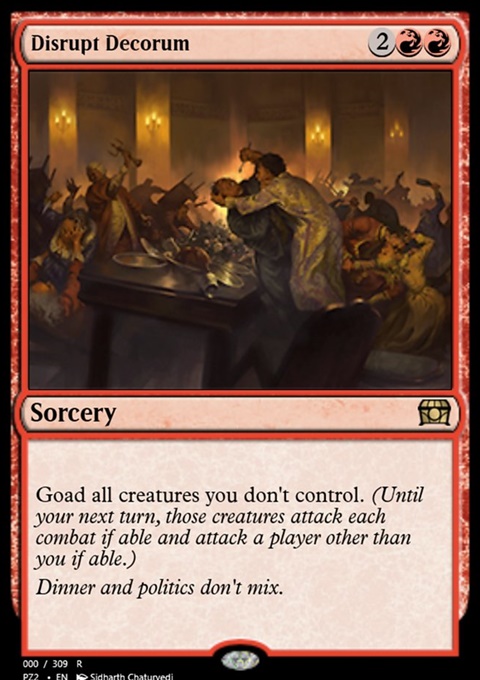 Disrupt Decorum 2
Sorcery
Goad all creatures you don't control. (Until
your next turn, those creatures attack each
combat if able and attack a player other than
you if able.)
Dinner and politics don't mix.
000 / 309 R
PZ2 • EN Sidharth Chaturvedi